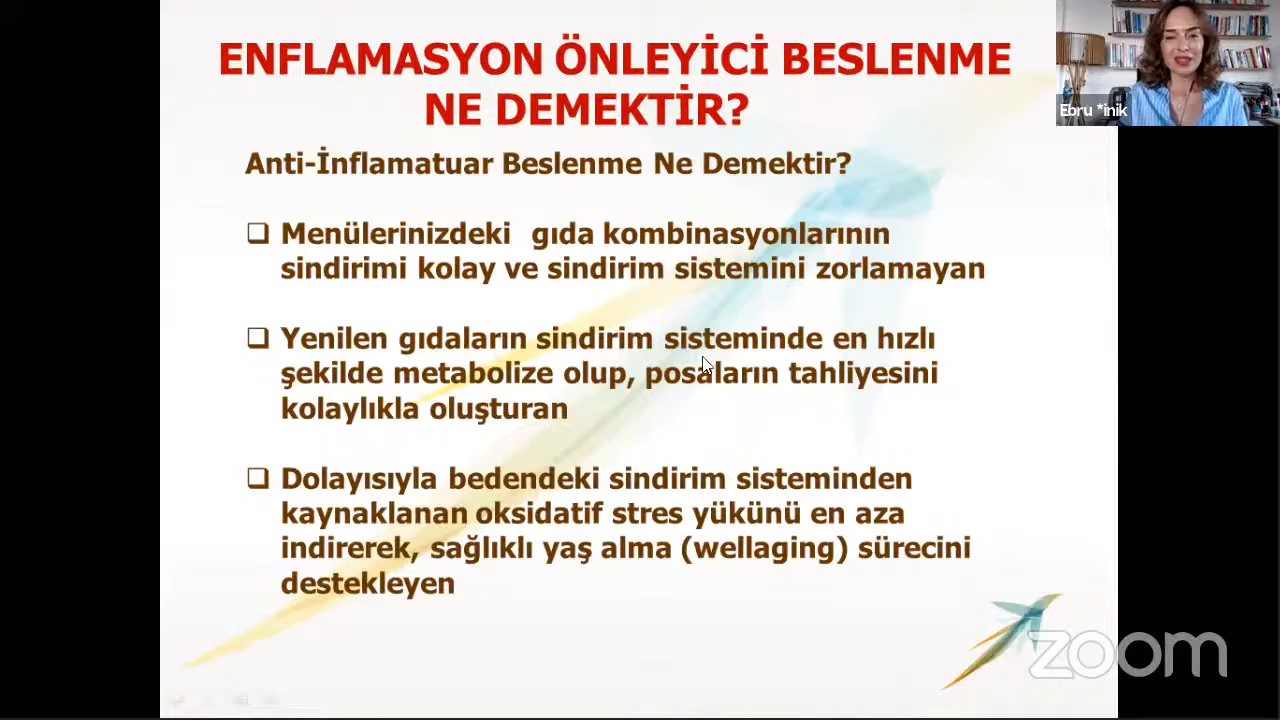 ENFLAMASYON ÖNLEYİCİ BESLENME
NE DEMEKTİR?
Anti-İnflamatuar Beslenme Ne Demektir?
Menülerinizdeki gıda kombinasyonlarının
sindirimi kolay ve sindirim sistemini zorlamayan
Yenilen gıdaların sindirim sisteminde en hızlı
şekilde metabolize olup, posaların tahliyesini
kolaylıkla oluşturan
Dolayısıyla bedendeki sindirim sisteminden
kaynaklanan oksidatif stres yükünü en aza
indirerek, sağlıklı yaş alma (wellaging) sürecini
destekleyen
Ebru *inik
zoom